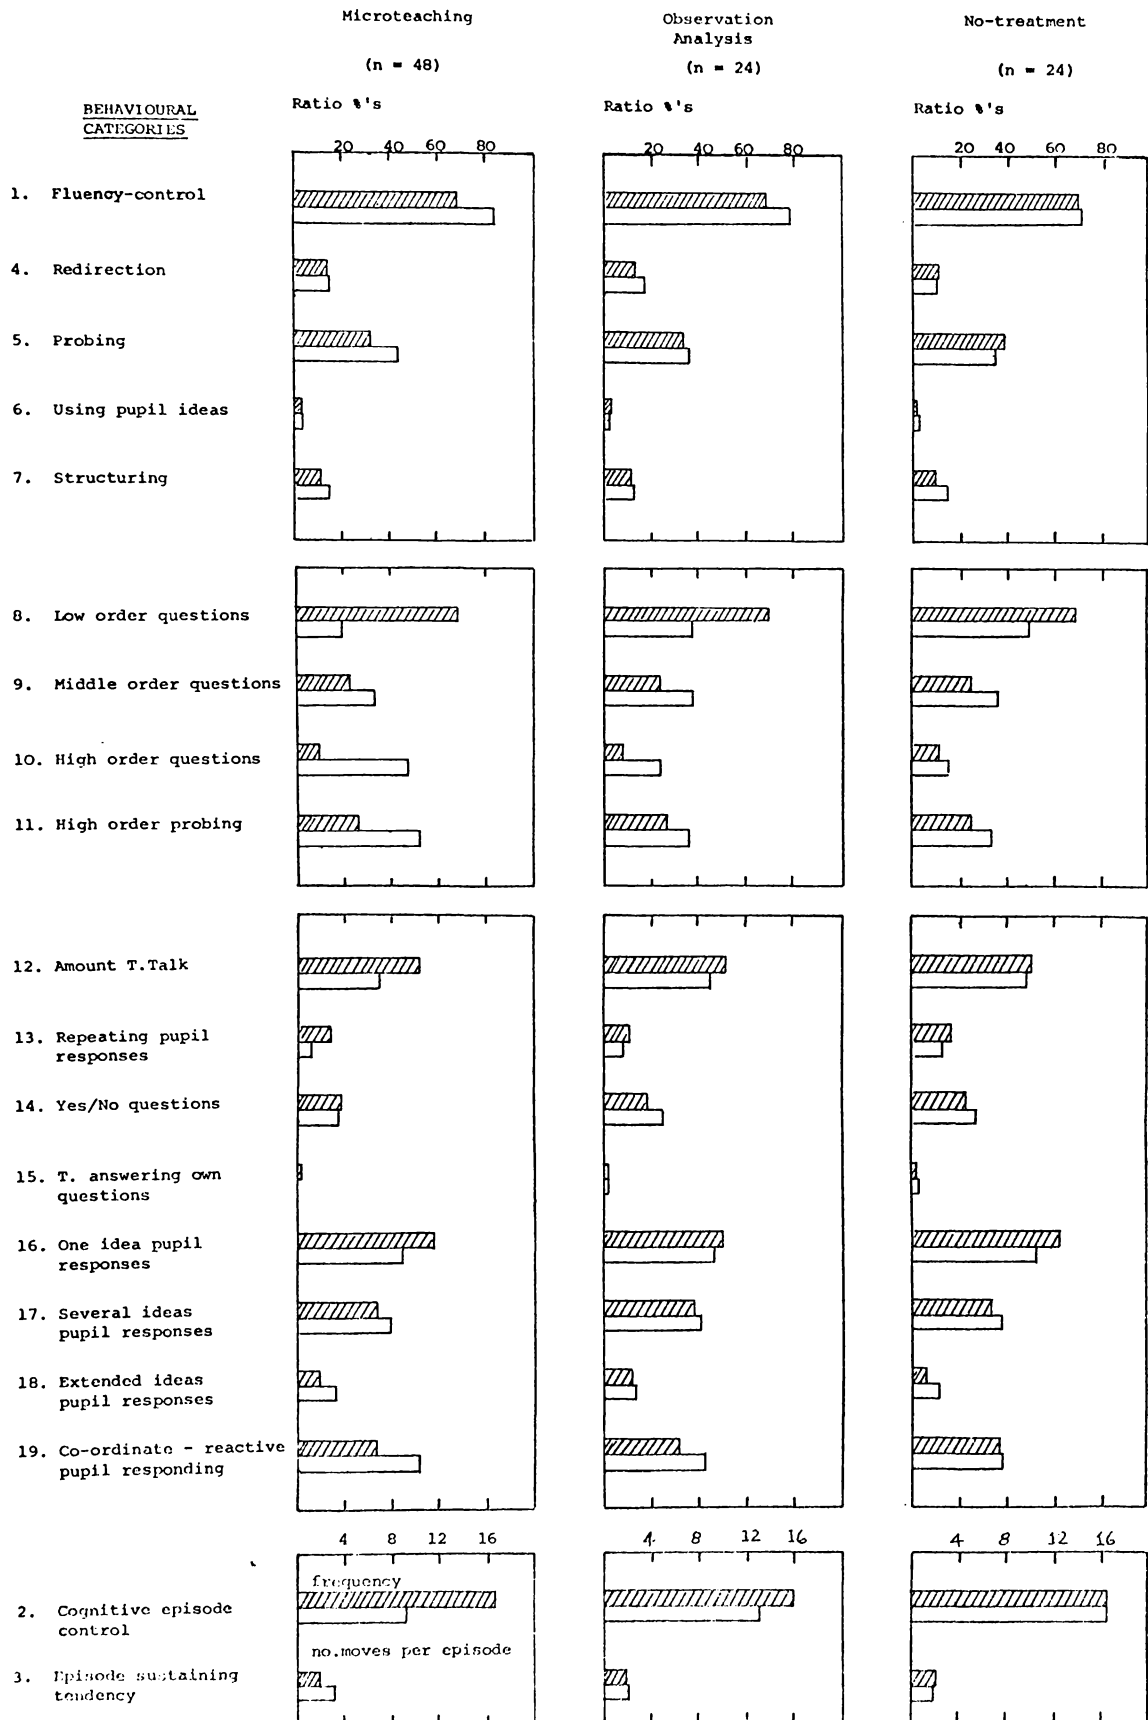 Microteaching
(n = 48)
Observation
Analysis
(n = 24)
No-treatment
(n = 24)
BEHAVIOURAL
CATEGORIES
Ratio %'s
Ratio %'s
Ratio %'s
20 40 60 80
20 40 60 80
20 40 60 80
1. Fluency-control
4. Redirection
5. Probing
6. Using pupil ideas
7. Structuring
8. Low order questions
9. Middle order questions
10. High order questions
11. High order probing
12. Amount T.Talk
13. Repeating pupil
responses
14. Yes/No questions
15. T. answering own
questions
16. One idea pupil
responses
17. Several ideas
pupil responses
18. Extended ideas
pupil responses
19. Co-ordinate - reactive
pupil responding
4 8 12 16
4 8 12 16
4 8 12 16
frequency
2. Cognitive episode
control
no.moves per episode
3. Episode sustaining
tendency